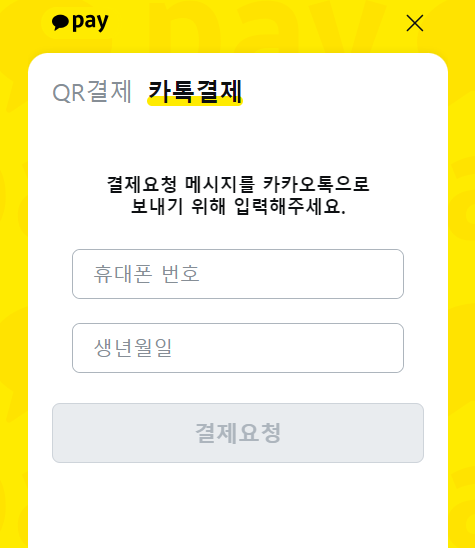 pay
QR결제 카톡결제
결제요청 메시지를 카카오톡으로
보내기 위해 입력해주세요.
휴대폰 번호
생년월일
결제요청